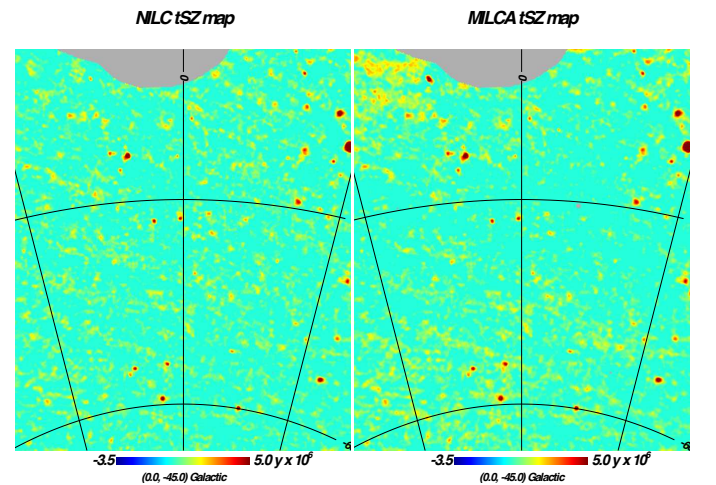 NILC tSZ map MILCA tSZ map
0 0
-3.5 5.0 y x 10⁶ -3.5 5.0 y x 10⁶
(0.0, -45.0) Galactic (0.0, -45.0) Galactic